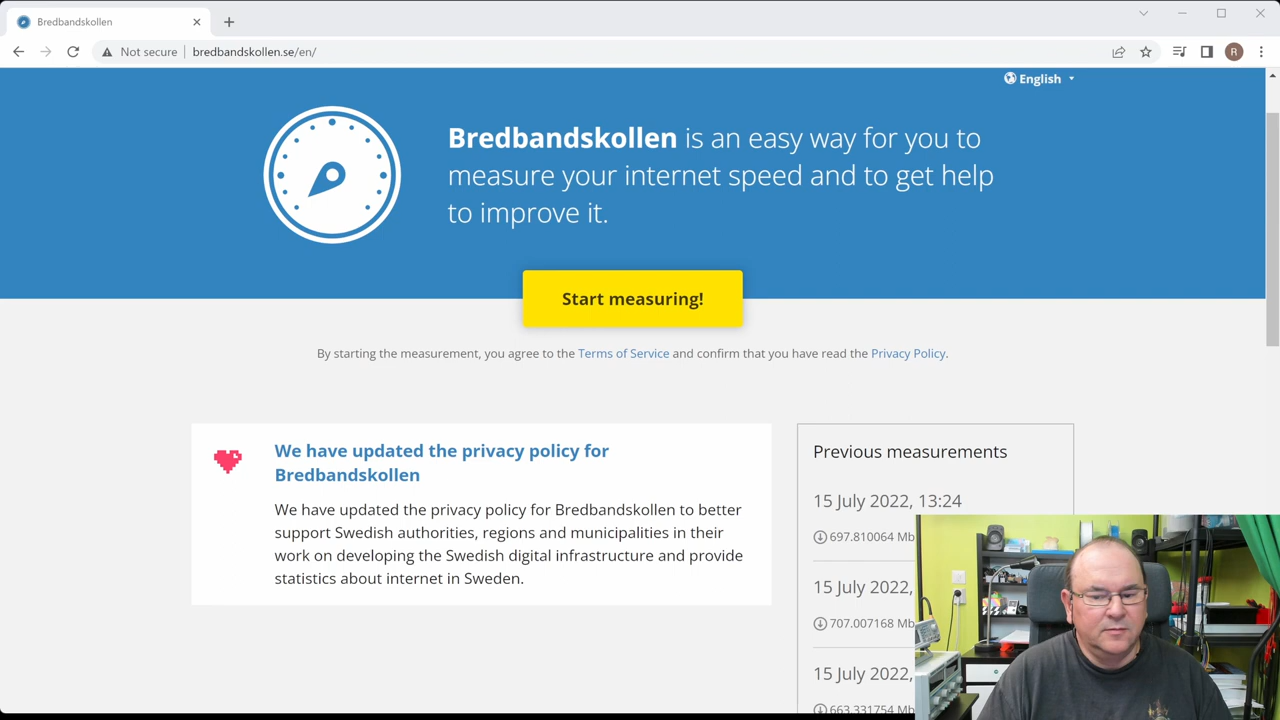 Bredbandskollen
Not secure
bredbandskollen.se/en/
R
English
Bredbandskollen is an easy way for you to
measure your internet speed and to get help
to improve it.
Start measuring!
By starting the measurement, you agree to the Terms of Service and confirm that you have read the Privacy Policy.
We have updated the privacy policy for
Bredbandskollen
We have updated the privacy policy for Bredbandskollen to better
support Swedish authorities, regions and municipalities in their
work on developing the Swedish digital infrastructure and provide
statistics about internet in Sweden.
Previous measurements
15 July 2022, 13:24
697.810064 Mb
15 July 2022,
707.007168 Mb
15 July 2022,
663.331754 Mb